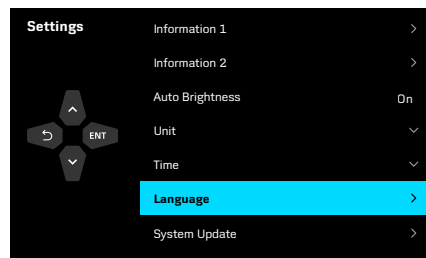 Settings
Information 1
Information 2
Auto Brightness On
Unit
ENT
Time
Language
System Update